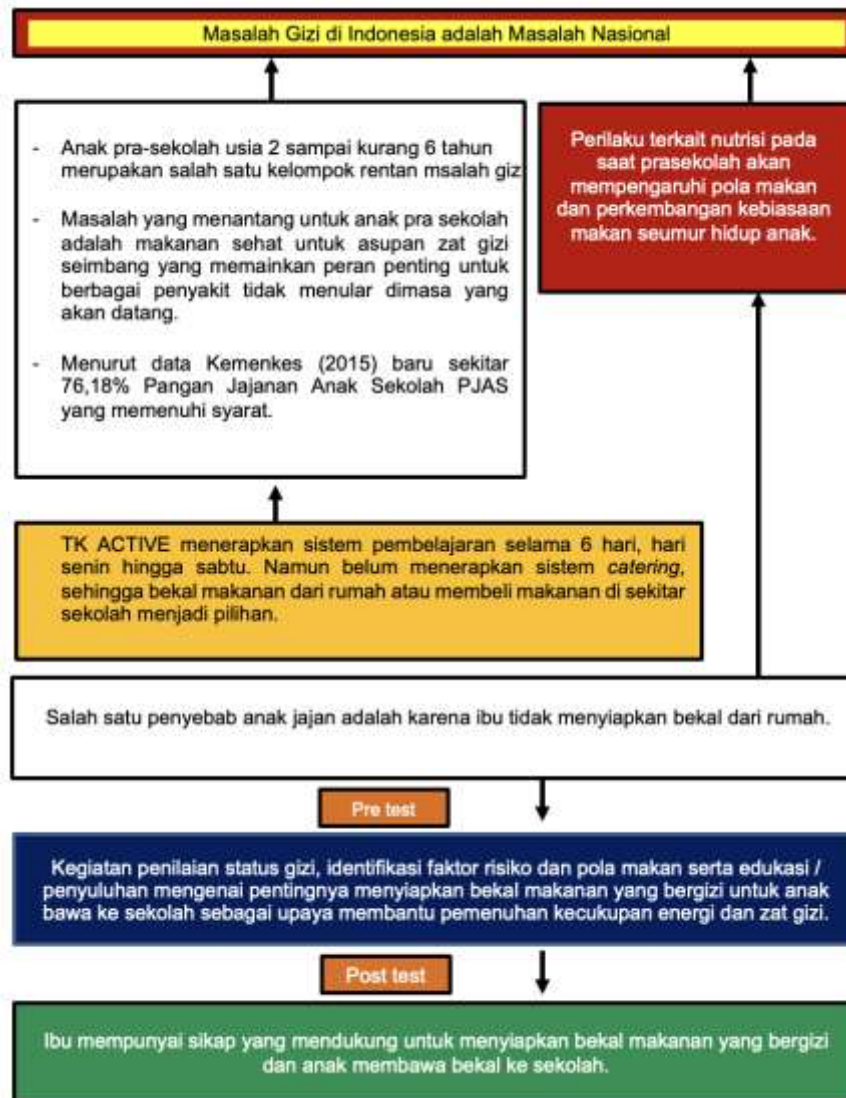 Masalah Gizi di Indonesia adalah Masalah Nasional
- Anak pra-sekolah usia 2 sampai kurang 6 tahun
merupakan salah satu kelompok rentan msalah giz
- Masalah yang menantang untuk anak pra sekolah
adalah makanan sehat untuk asupan zat gizi
seimbang yang memainkan peran penting untuk
berbagai penyakit tidak menular dimasa yang
akan datang.
- Menurut data Kemenkes (2015) baru sekitar
76,18% Pangan Jajanan Anak Sekolah PJAS
yang memenuhi syarat.
Perilaku terkait nutrisi pada
saat prasekolah akan
mempengaruhi pola makan
dan perkembangan kebiasaan
makan seumur hidup anak.
TK ACTIVE menerapkan sistem pembelajaran selama 6 hari, hari
senin hingga sabtu. Namun belum menerapkan sistem catering,
sehingga bekal makanan dari rumah atau membeli makanan di sekitar
sekolah menjadi pilihan.
Salah satu penyebab anak jajan adalah karena ibu tidak menyiapkan bekal dari rumah.
Pre test
Kegiatan penilaian status gizi, identifikasi faktor risiko dan pola makan serta edukasi /
penyuluhan mengenai pentingnya menyiapkan bekal makanan yang bergizi untuk anak
bawa ke sekolah sebagai upaya membantu pemenuhan kecukupan energi dan zat gizi.
Post test
Ibu mempunyai sikap yang mendukung untuk menyiapkan bekal makanan yang bergizi
dan anak membawa bekal ke sekolah.